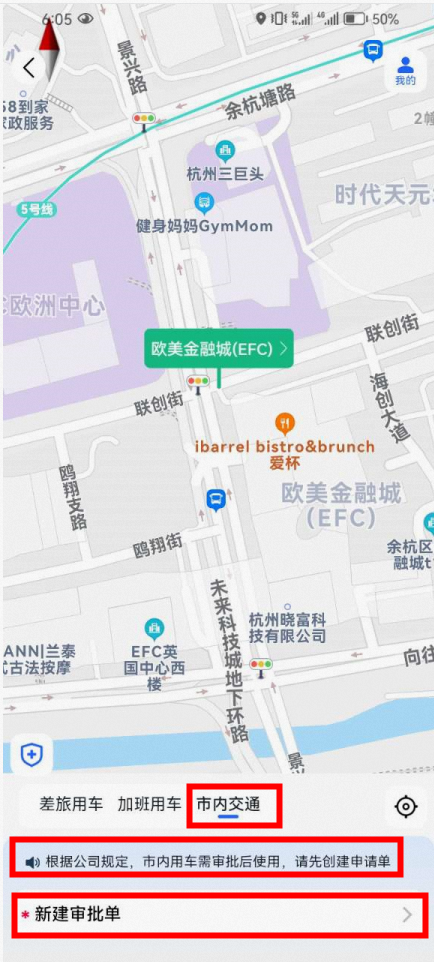 6:05
50%
景兴路
余杭塘路
我的
58到家
家政服务
杭州三巨头
时代天元
5号线
健身妈妈GymMom
欧洲中心
欧美金融城(EFC)
联创街
联创街
海创大道
ibarrel bistro&brunch
爱杯
鸥翔支路
欧美金融城
(EFC)
鸥翔街
余杭区
融城t
未来科技城地下环路
杭州晓富科
技有限公司
ANN|兰泰
式古法按摩
EFC英
国中心西
楼
向往
景
差旅用车 加班用车 市内交通
根据公司规定，市内用车需审批后使用，请先创建申请单
* 新建审批单